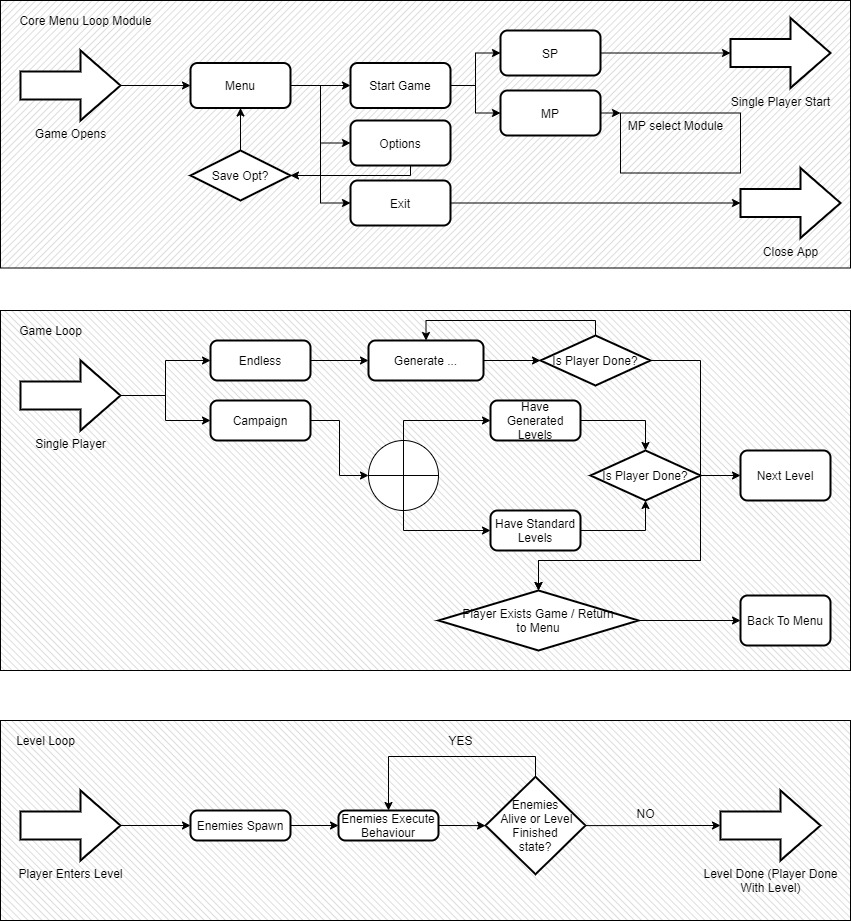 Core Menu Loop Module
Game Opens
Menu
Save Opt?
Start Game
Options
Exit
SP
MP
MP select Module
Single Player Start
Close App
Game Loop
Single Player
Endless
Campaign
Generate ...
Is Player Done?
Have
Generated
Levels
Have Standard
Levels
Is Player Done?
Next Level
Player Exists Game / Return
to Menu
Back To Menu
Level Loop
Player Enters Level
Enemies Spawn
Enemies Execute
Behaviour
YES
Enemies
Alive or Level
Finished
state?
NO
Level Done (Player Done
With Level)